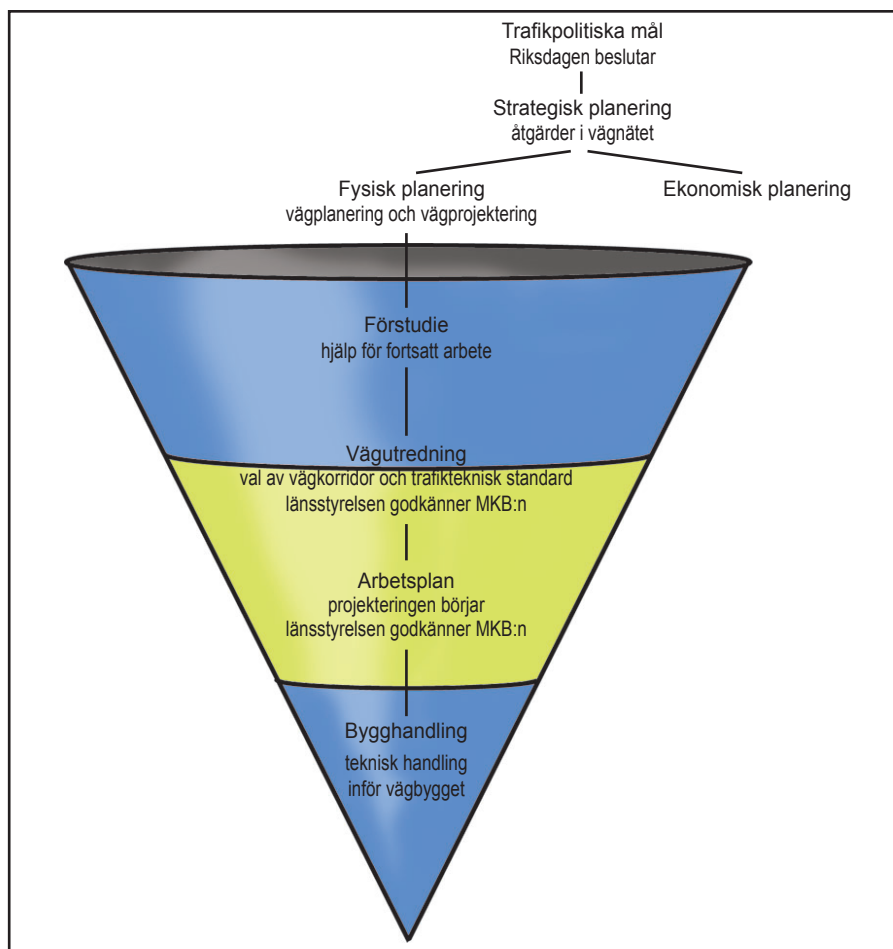 Trafikpolitiska mål
Riksdagen beslutar
Strategisk planering
åtgärder i vägnätet
Fysisk planering
vägplanering och vägprojektering
Ekonomisk planering
Förstudie
hjälp för fortsatt arbete
Vägutredning
val av vägkorridor och trafikteknisk standard
länsstyrelsen godkänner MKB:n
Arbetsplan
projekteringen börjar
länsstyrelsen godkänner MKB:n
Bygghandling
teknisk handling
inför vägbygget